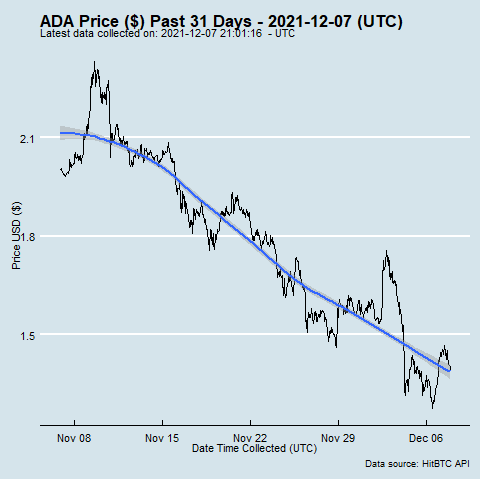 ADA Price ($) Past 31 Days - 2021-12-07 (UTC)
Latest data collected on: 2021-12-07 21:01:16 - UTC
2.1
1.8
1.5
Price USD ($)
Nov 08 Nov 15 Nov 22 Nov 29 Dec 06
Date Time Collected (UTC)
Data source: HitBTC API